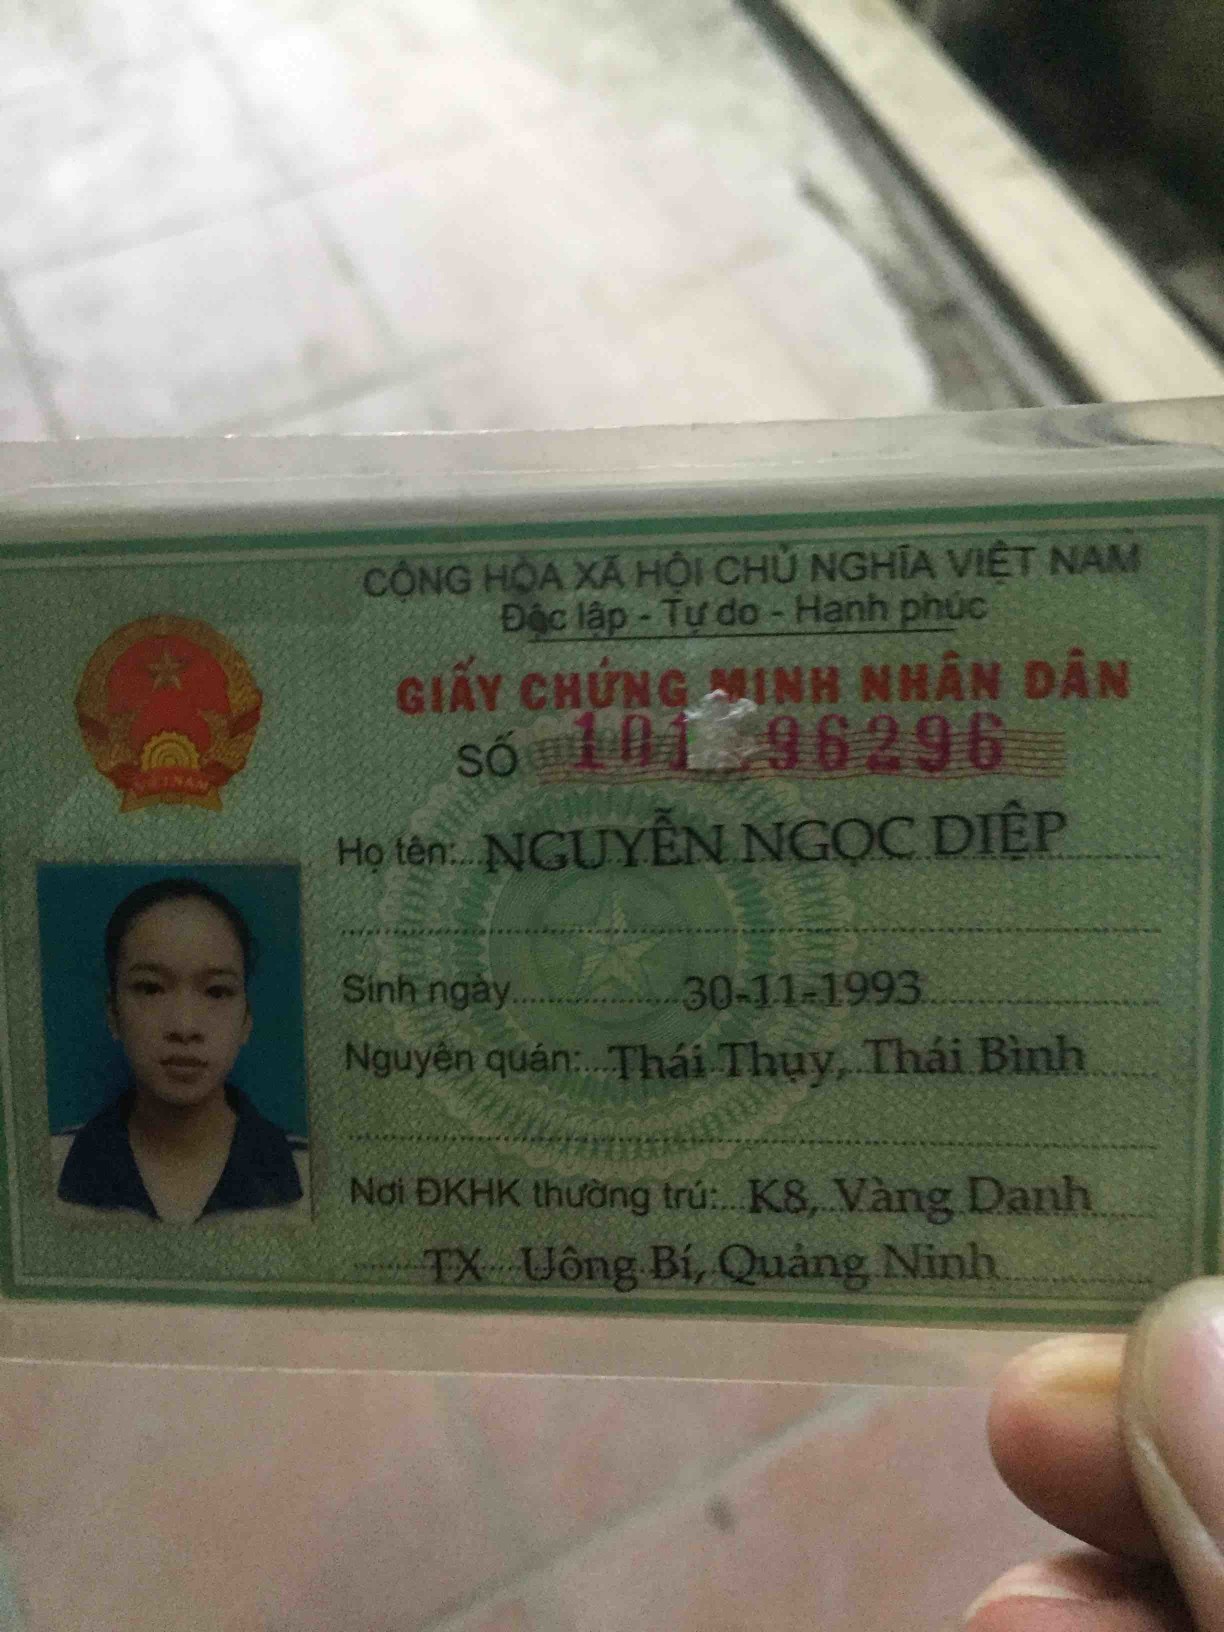 CỘNG HÒA XÃ HỘI CHỦ NGHĨA VIỆT NAM
Độc lập - Tự do - Hạnh phúc
GIẤY CHỨNG MINH NHÂN DÂN
SỐ 101 96296
VIỆT NAM
Họ tên: NGUYỄN NGỌC DIỆP
Sinh ngày 30-11-1993
Nguyên quán: Thái Thụy, Thái Bình
Nơi ĐKHK thường trú: K8, Vàng Danh
TX Uông Bí, Quảng Ninh